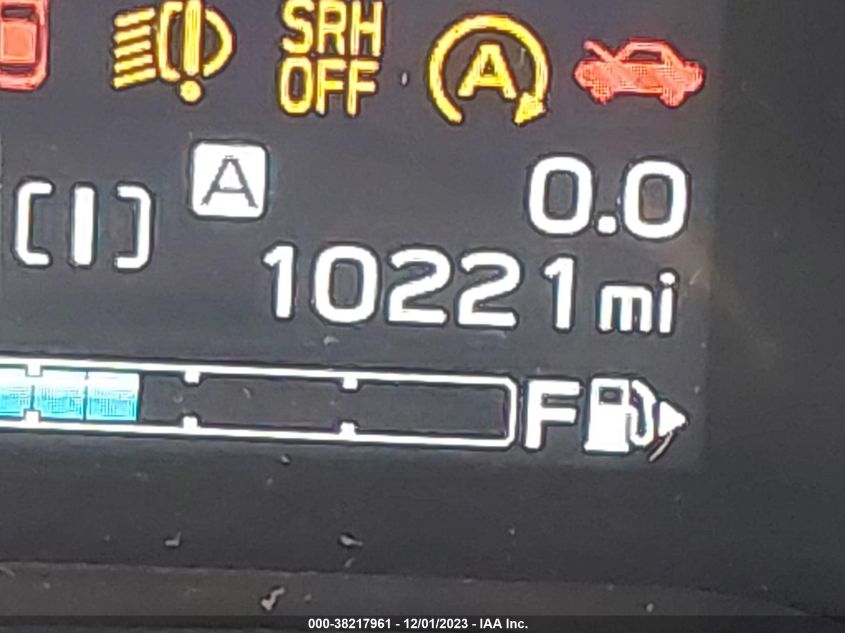 SRH
OFF
A
A
0.0
10221 mi
F
000-38217961 - 12/01/2023 - IAA Inc.